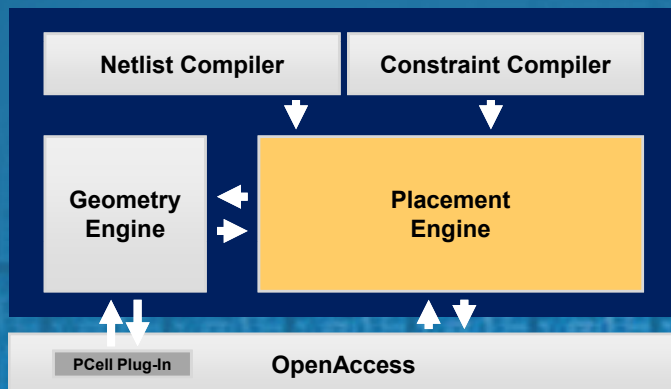 Netlist Compiler
Constraint Compiler
Geometry
Engine
Placement
Engine
PCell Plug-In
OpenAccess